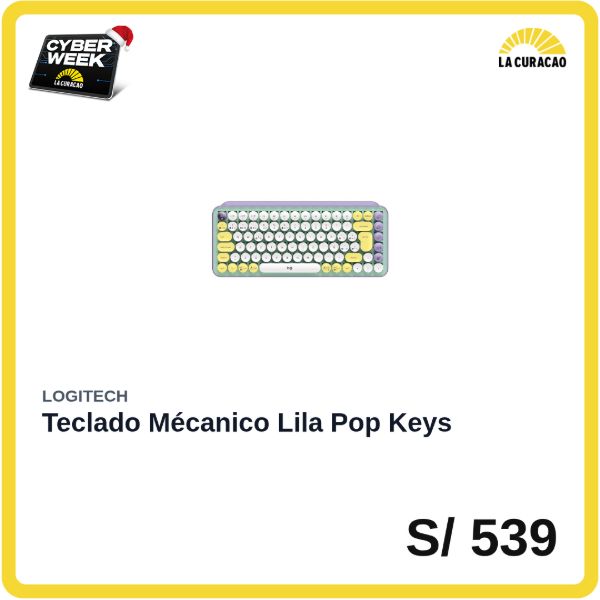 CYBER
WEEK
LA CURACAO
LA CURACAO
LOGITECH
Teclado Mécanico Lila Pop Keys
S/ 539